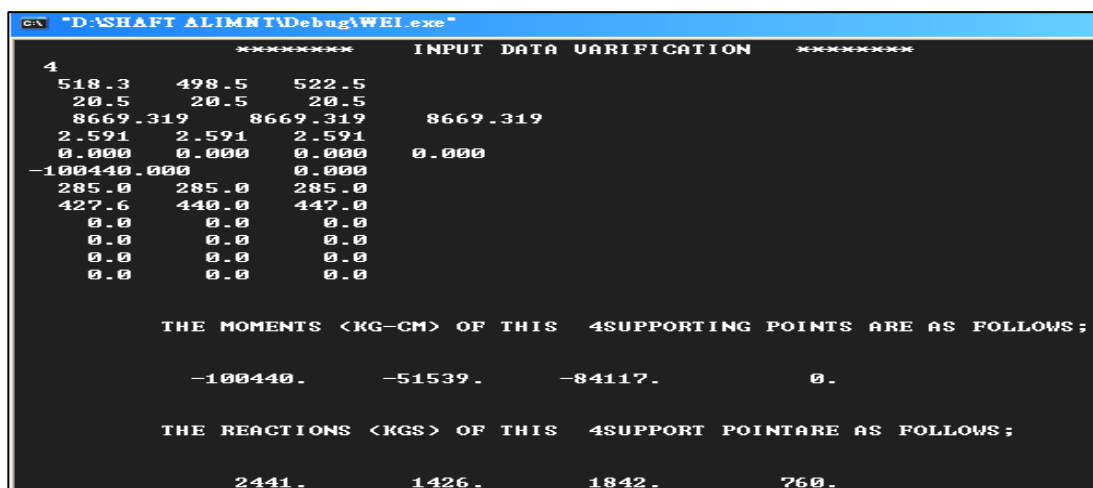 "D:\SHAFT ALIMNT\Debug\WEI.exe"
******** INPUT DATA VARIFICATION ********
4
518.3 498.5 522.5
20.5 20.5 20.5
8669.319 8669.319 8669.319
2.591 2.591 2.591
0.000 0.000 0.000 0.000
-100440.000 0.000
285.0 285.0 285.0
427.6 440.0 447.0
0.0 0.0 0.0
0.0 0.0 0.0
0.0 0.0 0.0
0.0 0.0 0.0
THE MOMENTS (KG-CM) OF THIS 4SUPPORTING POINTS ARE AS FOLLOWS;
-100440. -51539. -84117. 0.
THE REACTIONS (KGS) OF THIS 4SUPPORT POINTARE AS FOLLOWS;
2441. 1426. 1842. 760.